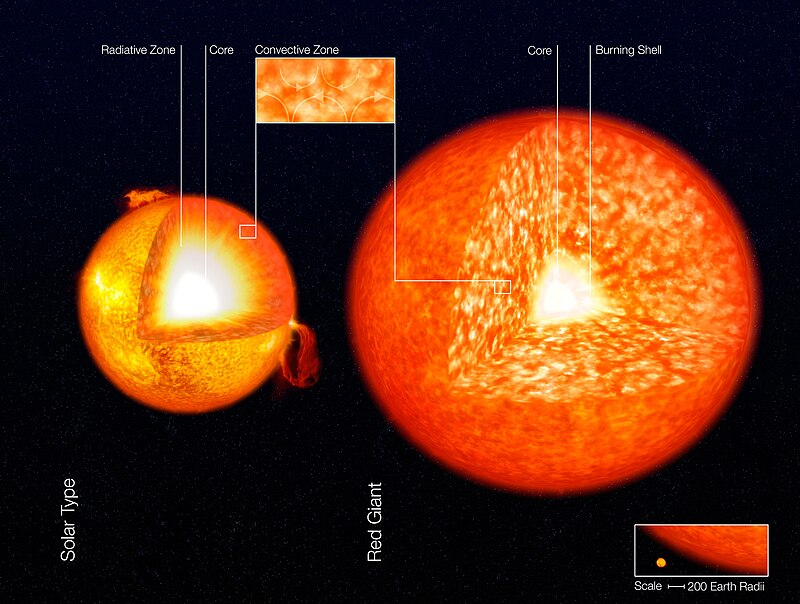 Radiative Zone
Core
Convective Zone
Core
Burning Shell
Solar Type
Red Giant
Scale
200 Earth Radii